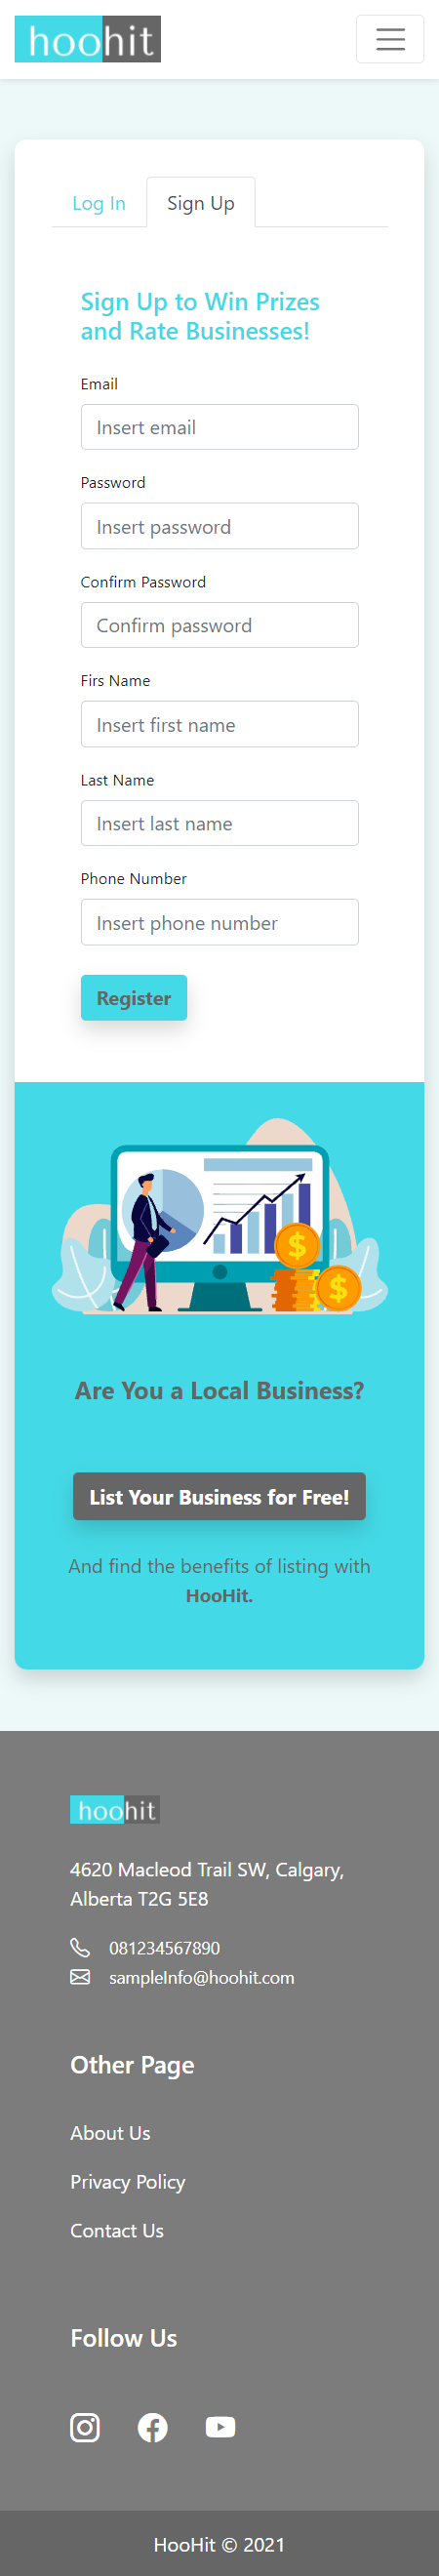 hoohit
Log In
Sign Up
Sign Up to Win Prizes
and Rate Businesses!
Email
Insert email
Password
Insert password
Confirm Password
Confirm password
Firs Name
Insert first name
Last Name
Insert last name
Phone Number
Insert phone number
Register
$
$
Are You a Local Business?
List Your Business for Free!
And find the benefits of listing with
HooHit.
hoohit
4620 Macleod Trail SW, Calgary,
Alberta T2G 5E8
081234567890
sampleInfo@hoohit.com
Other Page
About Us
Privacy Policy
Contact Us
Follow Us
HooHit © 2021